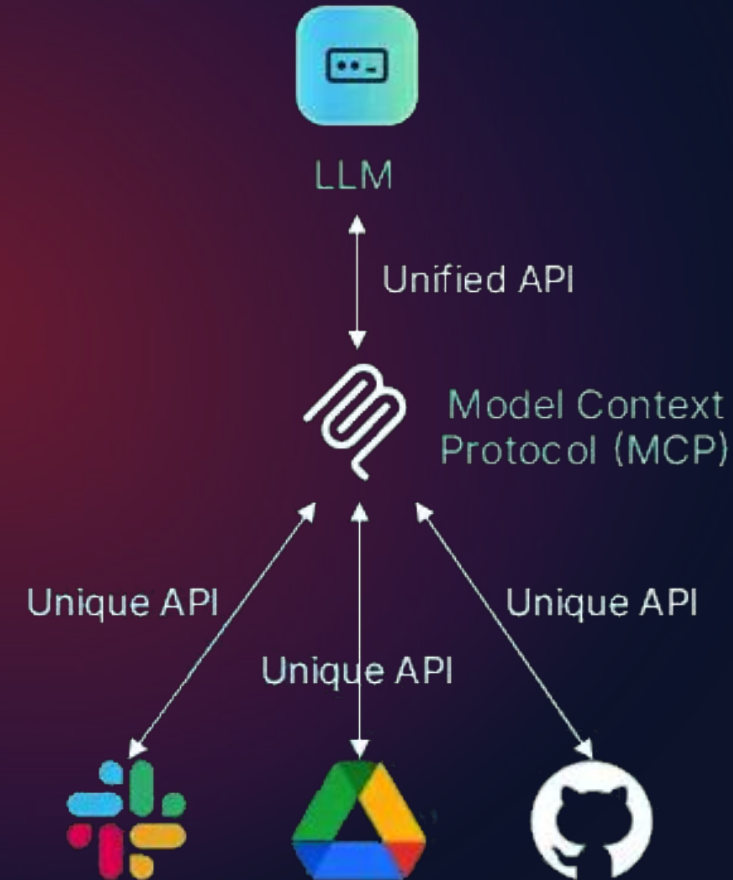 LLM
Unified API
Model Context
Protocol (MCP)
Unique API
Unique API
Unique API